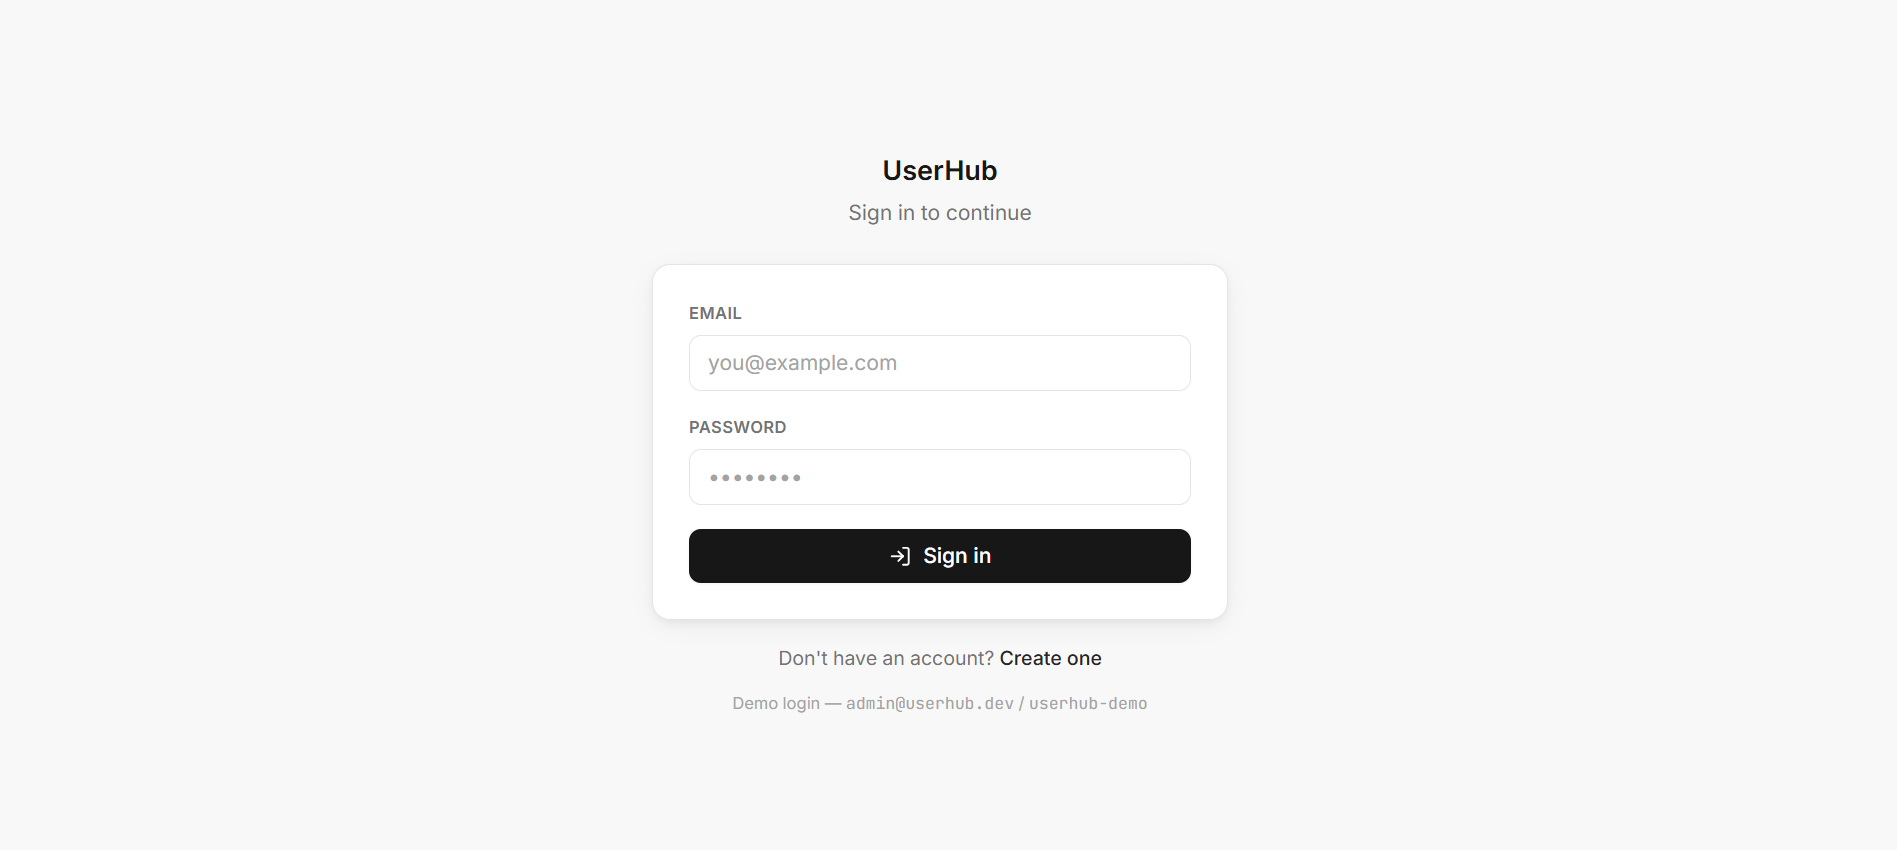 UserHub
Sign in to continue
EMAIL
you@example.com
PASSWORD
••••••••
Sign in
Don't have an account? Create one
Demo login — admin@userhub.dev / userhub-demo